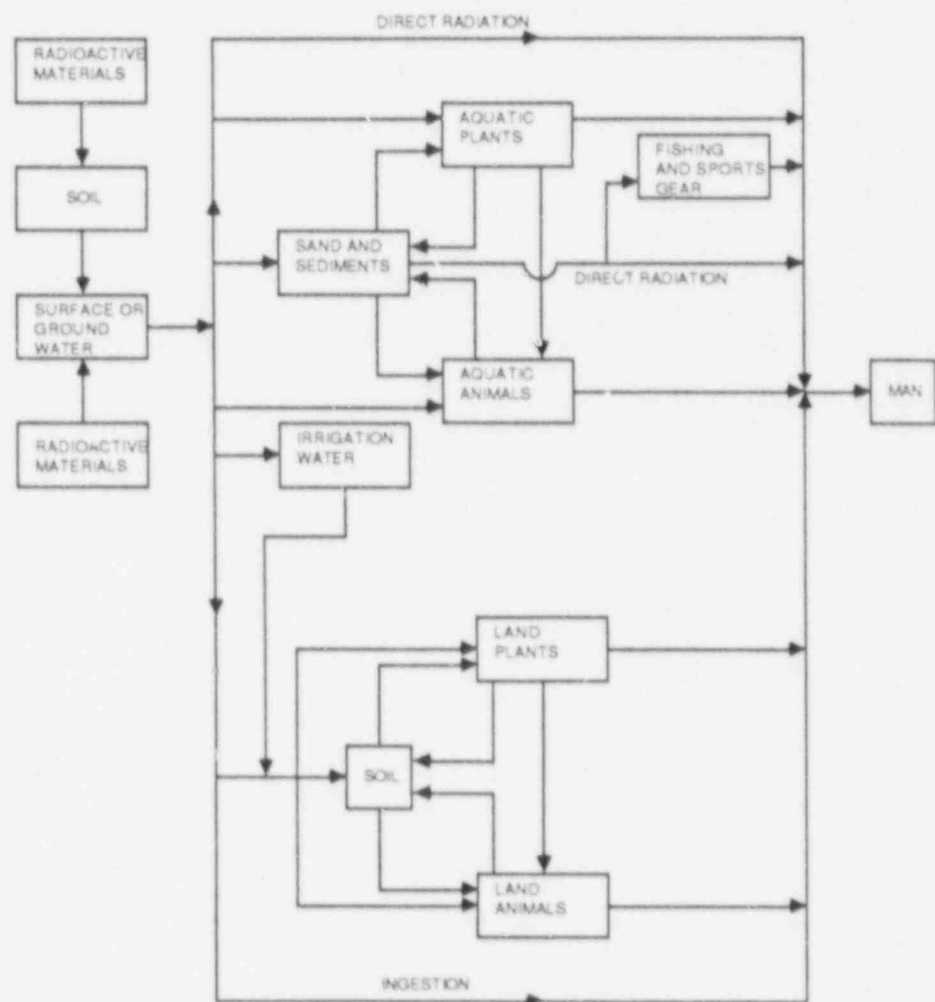 DIRECT RADIATION
RADIOACTIVE
MATERIALS
SOIL
SURFACE OR
GROUND
WATER
RADIOACTIVE
MATERIALS
AQUATIC
PLANTS
FISHING
AND SPORTS
GEAR
SAND AND
SEDIMENTS
DIRECT RADIATION
AQUATIC
ANIMALS
MAN
IRRIGATION
WATER
LAND
PLANTS
SOIL
LAND
ANIMALS
INGESTION